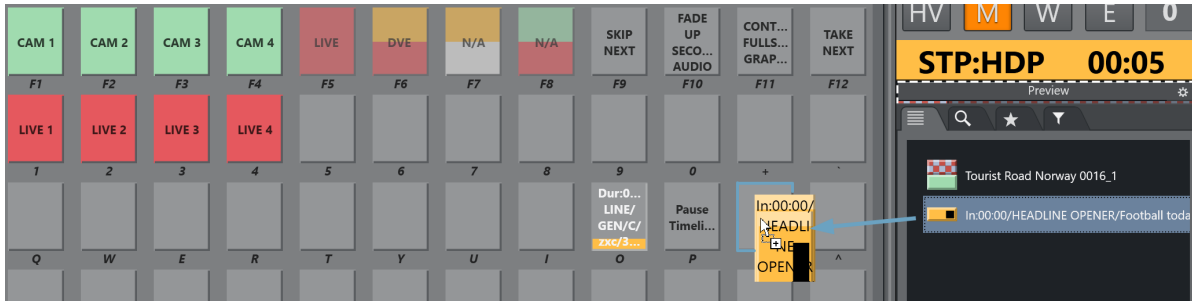 CAM 1
CAM 2
CAM 3
CAM 4
LIVE
DVE
N/A
N/A
SKIP
NEXT
FADE
UP
SECO...
AUDIO
CONT...
FULLS...
GRAP...
TAKE
NEXT
F1
F2
F3
F4
F5
F6
F7
F8
F9
F10
F11
F12
LIVE 1
LIVE 2
LIVE 3
LIVE 4
1
2
3
4
5
6
7
8
9
0
+
`
Dur:0...
LINE/
GEN/C/
zxc/3...
Pause
Timeli...
In:00:00/
HEADLI
NE
OPENER
Q
W
E
R
T
Y
U
I
O
P
^
HV
M
W
E
0
STP:HDP 00:05
Preview
Tourist Road Norway 0016_1
In:00:00/HEADLINE OPENER/Football toda